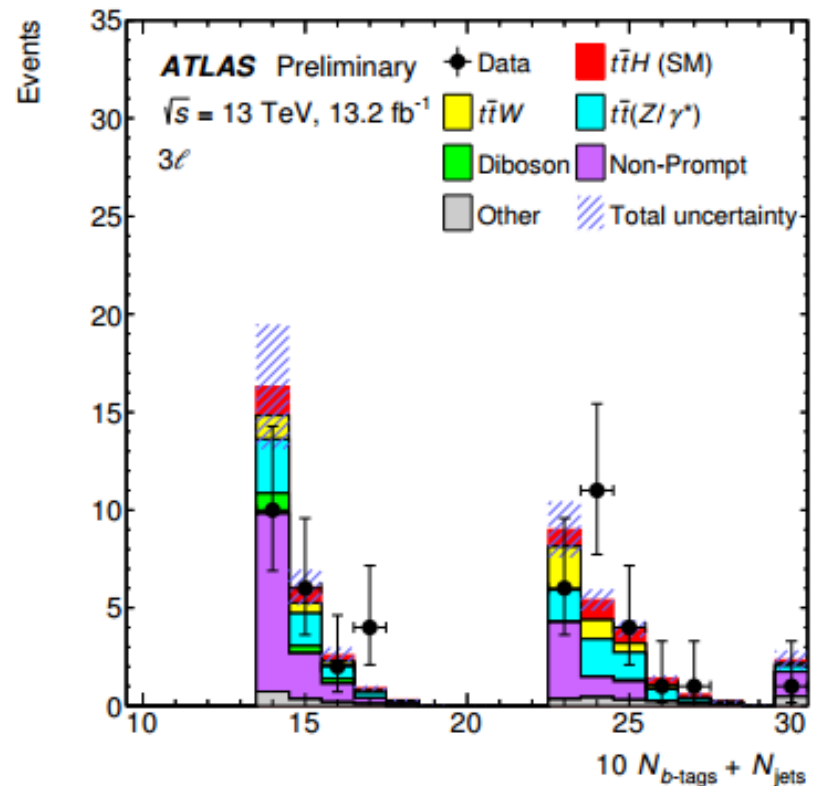 Events
35
30
25
20
15
10
5
0
ATLAS Preliminary
√s = 13 TeV, 13.2 fb⁻¹
3ℓ
Data
tt̄H (SM)
tt̄W
tt̄(Z/γ*)
Diboson
Non-Prompt
Other
Total uncertainty
10 15 20 25 30
10 N_b-tags + N_jets